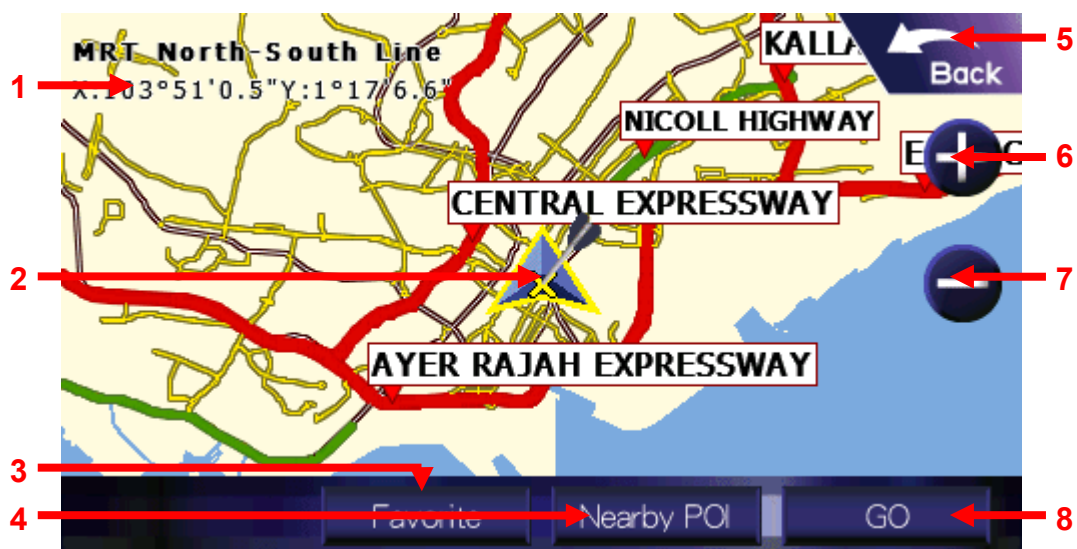 MRT North-South Line
X:103°51'0.5"Y:1°17'6.6"
KALLA
Back
NICOLL HIGHWAY
E C
CENTRAL EXPRESSWAY
P
AYER RAJAH EXPRESSWAY
Favorite
Nearby POI
GO
1
2
3
4
5
6
7
8